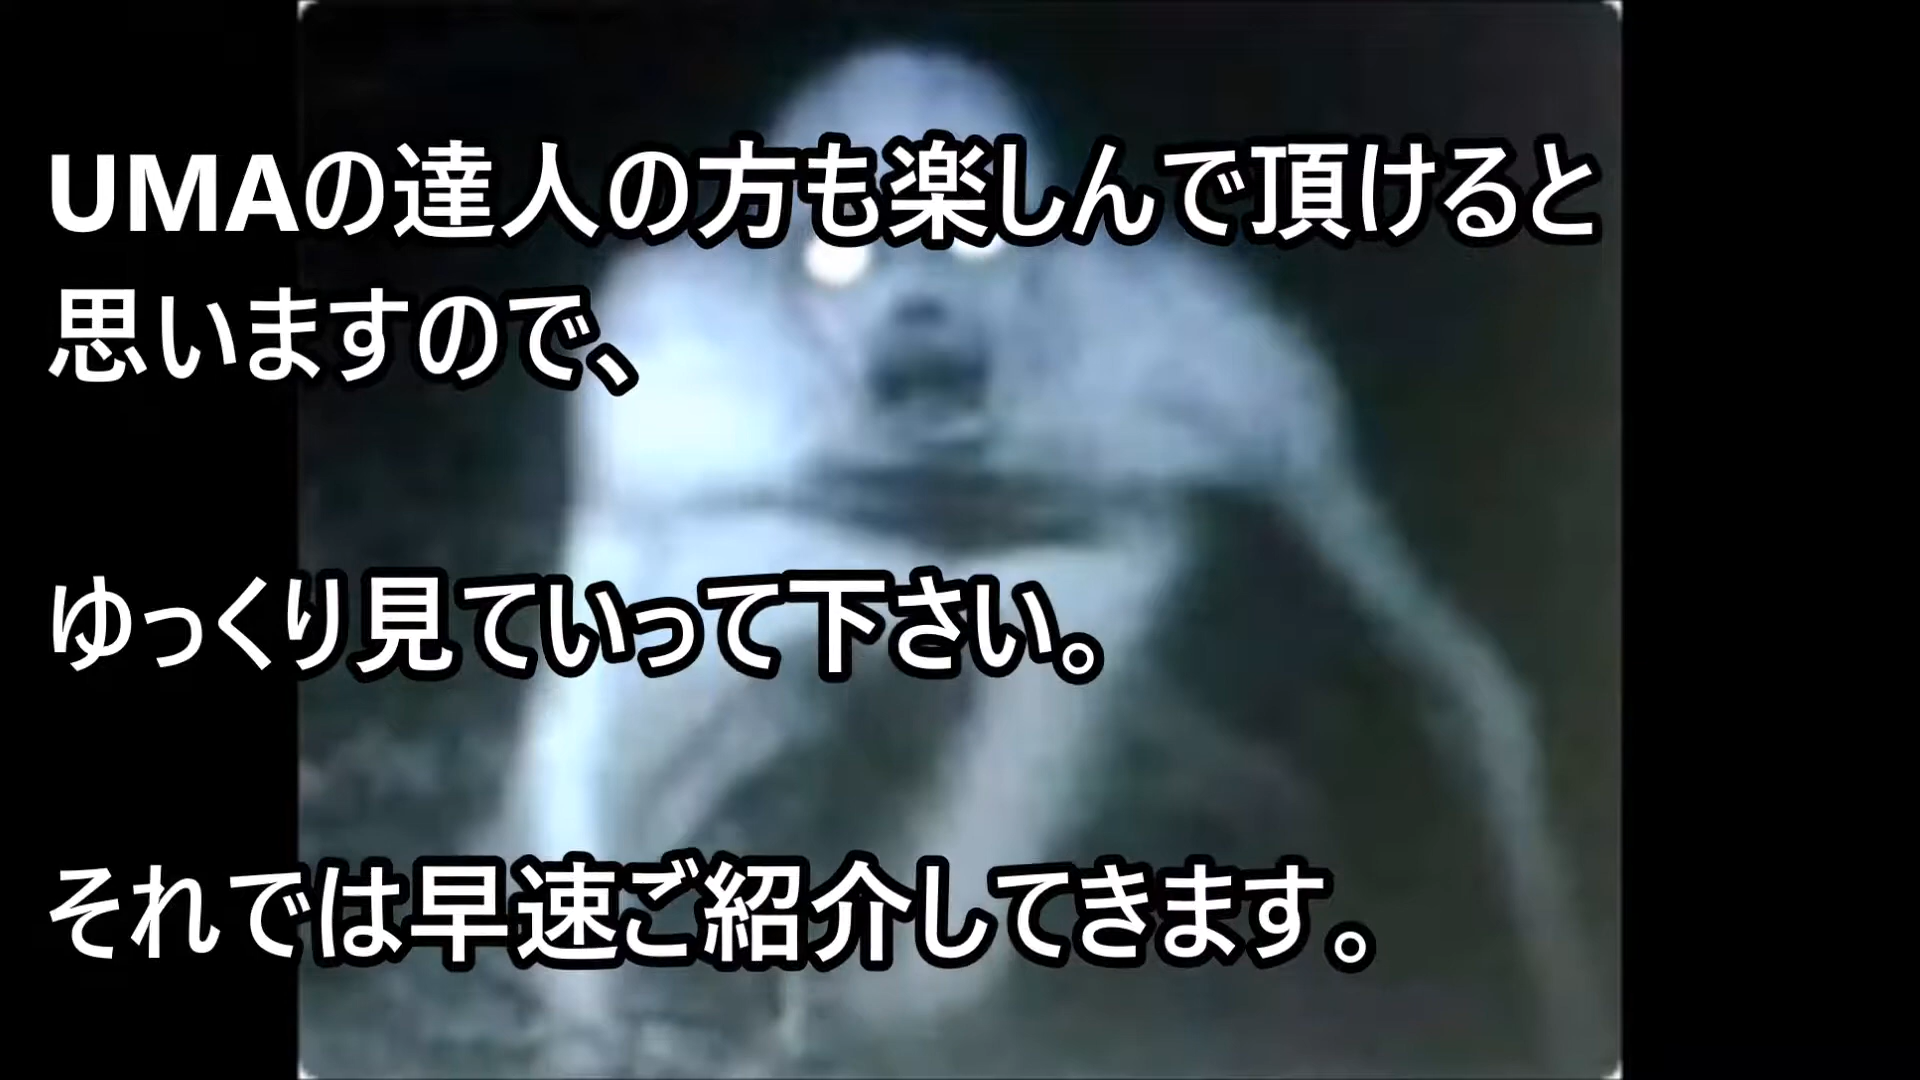 UMAの達人の方も楽しんで頂けると
思いますので、
ゆっくり見ていって下さい。
それでは早速ご紹介してきます。